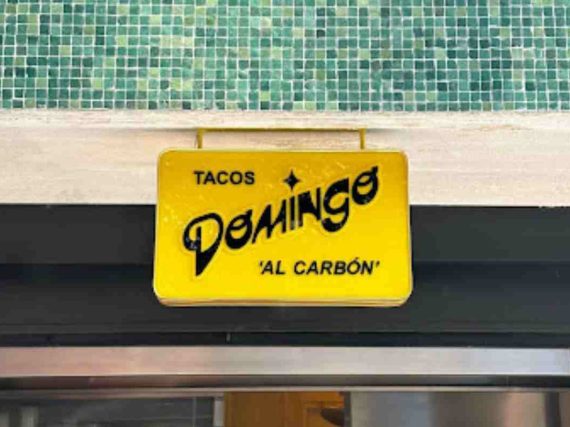 TACOS
DOMINGO
'AL CARBÓN'